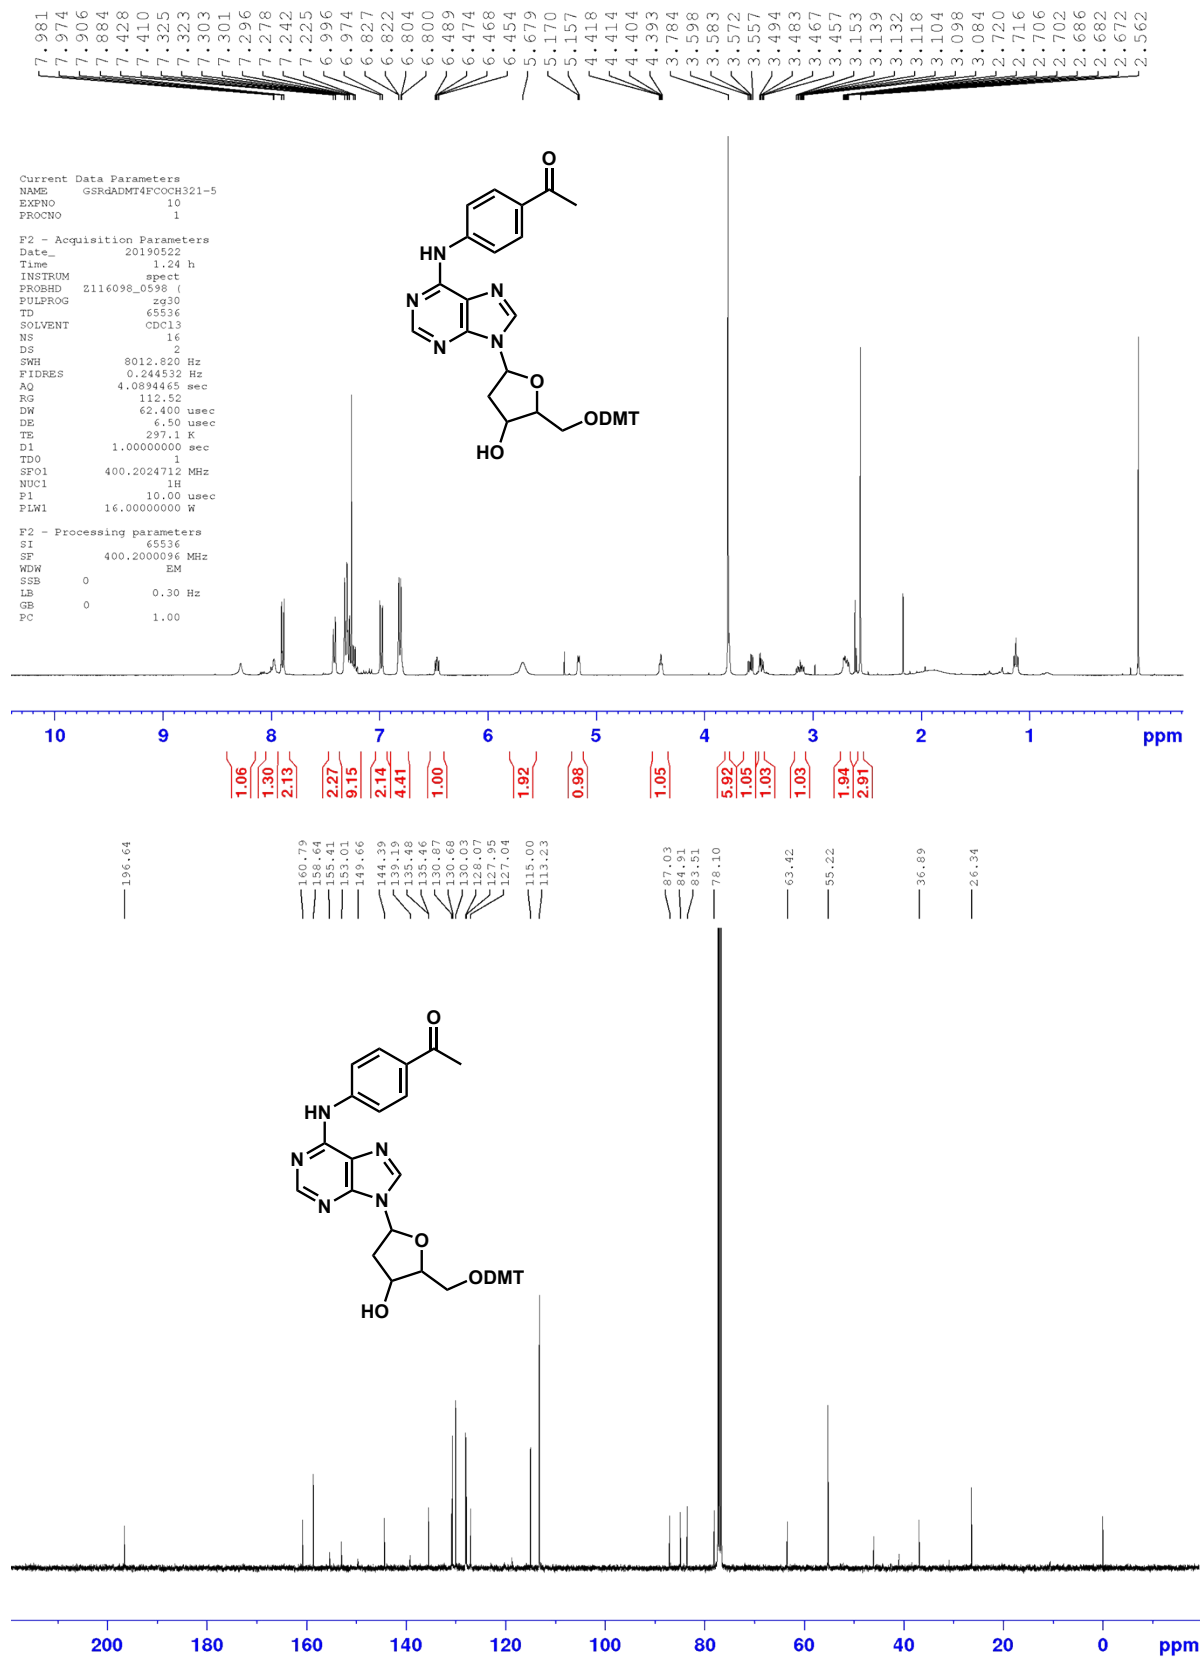 7.981
7.974
7.906
7.884
7.428
7.410
7.325
7.323
7.303
7.301
7.296
7.278
7.242
7.225
6.996
6.974
6.827
6.822
6.804
6.800
6.489
6.474
6.468
6.454
5.679
5.170
5.157
4.418
4.414
4.404
4.393
3.784
3.598
3.583
3.572
3.557
3.494
3.483
3.467
3.457
3.153
3.139
3.132
3.118
3.104
3.098
3.084
2.720
2.716
2.706
2.702
2.686
2.682
2.672
2.562
Current Data Parameters
NAME GSRdADMT4FCOCH321-5
EXPNO 10
PROCNO 1
F2 - Acquisition Parameters
Date_ 20190522
Time 1.24 h
INSTRUM spect
PROBHD Z116098_0598 (
PULPROG zg30
TD 65536
SOLVENT CDCl3
NS 16
DS 2
SWH 8012.820 Hz
FIDRES 0.244532 Hz
AQ 4.0894465 sec
RG 112.52
DW 62.400 usec
DE 6.50 usec
TE 297.1 K
D1 1.00000000 sec
TD0 1
SFO1 400.2024712 MHz
NUC1 1H
P1 10.00 usec
PLW1 16.00000000 W
F2 - Processing parameters
SI 65536
SF 400.2000096 MHz
WDW EM
SSB 0
LB 0.30 Hz
GB 0
PC 1.00
O
HN
N
N
N
N
O
ODMT
HO
10 9 8 7 6 5 4 3 2 1 ppm
1.06
1.30
2.13
2.27
9.15
2.14
4.41
1.00
1.92
0.98
1.05
5.92
1.05
1.03
1.03
1.94
2.91
196.64
160.79
158.64
155.41
153.01
149.66
144.39
139.19
135.48
135.46
130.87
130.68
130.03
128.07
127.95
127.04
115.00
113.23
87.03
84.91
83.51
78.10
63.42
55.22
36.89
26.34
O
HN
N
N
N
N
O
ODMT
HO
200 180 160 140 120 100 80 60 40 20 0 ppm